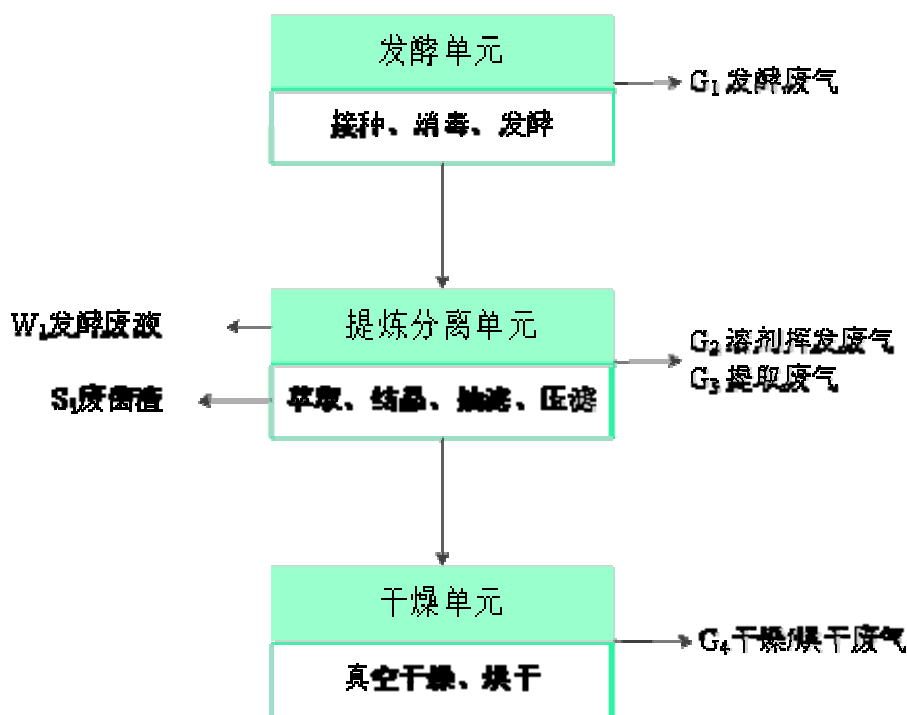 发酵单元
G₁发酵废气
接种、消毒、发酵
W₁发酵废液
提炼分离单元
G₂溶剂挥发废气
G₃提取废气
S₁废菌渣
萃取、结晶、抽滤、压滤
干燥单元
G₄干燥/烘干废气
真空干燥、烘干